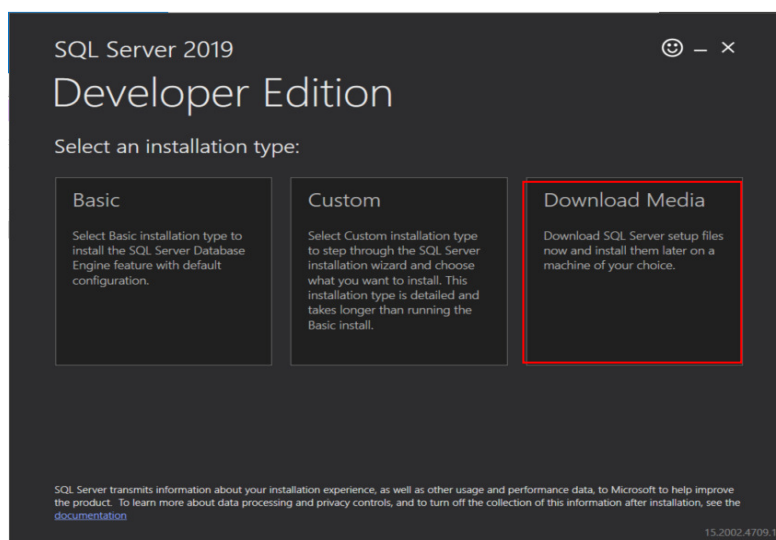 SQL Server 2019
Developer Edition
Select an installation type:
Basic
Select Basic installation type to
install the SQL Server Database
Engine feature with default
configuration.
Custom
Select Custom installation type
to step through the SQL Server
installation wizard and choose
what you want to install. This
installation type is detailed and
takes longer than running the
Basic install.
Download Media
Download SQL Server setup files
now and install them later on a
machine of your choice.
SQL Server transmits information about your installation experience, as well as other usage and performance data, to Microsoft to help improve
the product. To learn more about data processing and privacy controls, and to turn off the collection of this information after installation, see the
documentation
15.2002.4709.1